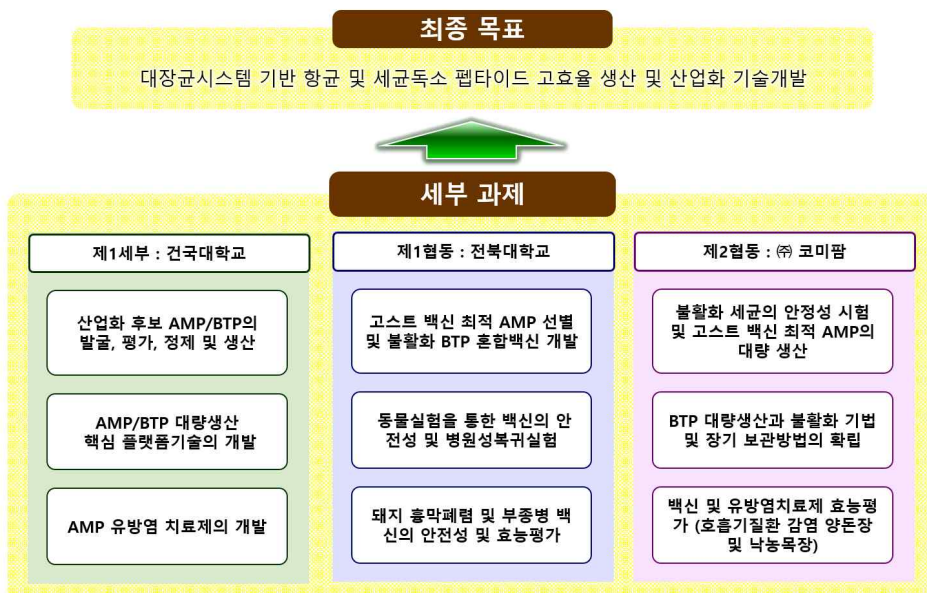 최종 목표
대장균시스템 기반 항균 및 세균독소 펩타이드 고효율 생산 및 산업화 기술개발
세부 과제
제1세부 : 건국대학교
산업화 후보 AMP/BTP의
발굴, 평가, 정제 및 생산
AMP/BTP 대량생산
핵심 플랫폼기술의 개발
AMP 유방염 치료제의 개발
제1협동 : 전북대학교
고스트 백신 최적 AMP 선별
및 불활화 BTP 혼합백신 개발
동물실험을 통한 백신의 안
전성 및 병원성복귀실험
돼지 흉막폐렴 및 부종병 백
신의 안전성 및 효능평가
제2협동 : ㈜ 코미팜
불활화 세균의 안정성 시험
및 고스트 백신 최적 AMP의
대량 생산
BTP 대량생산과 불활화 기법
및 장기 보관방법의 확립
백신 및 유방염치료제 효능평
가 (호흡기질환 감염 양돈장
및 낙농목장)